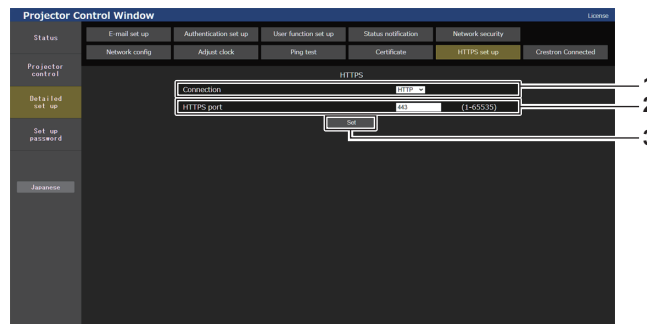 Projector Control Window License
Status E-mail set up Authentication set up User function set up Status notification Network security
Network config Adjust clock Ping test Certificate HTTPS set up Crestron Connected
Projector
control
HTTPS
Connection HTTP 1
Detailed
set up
HTTPS port 443 (1-65535) 2
Set 3
Set up
password
Japanese